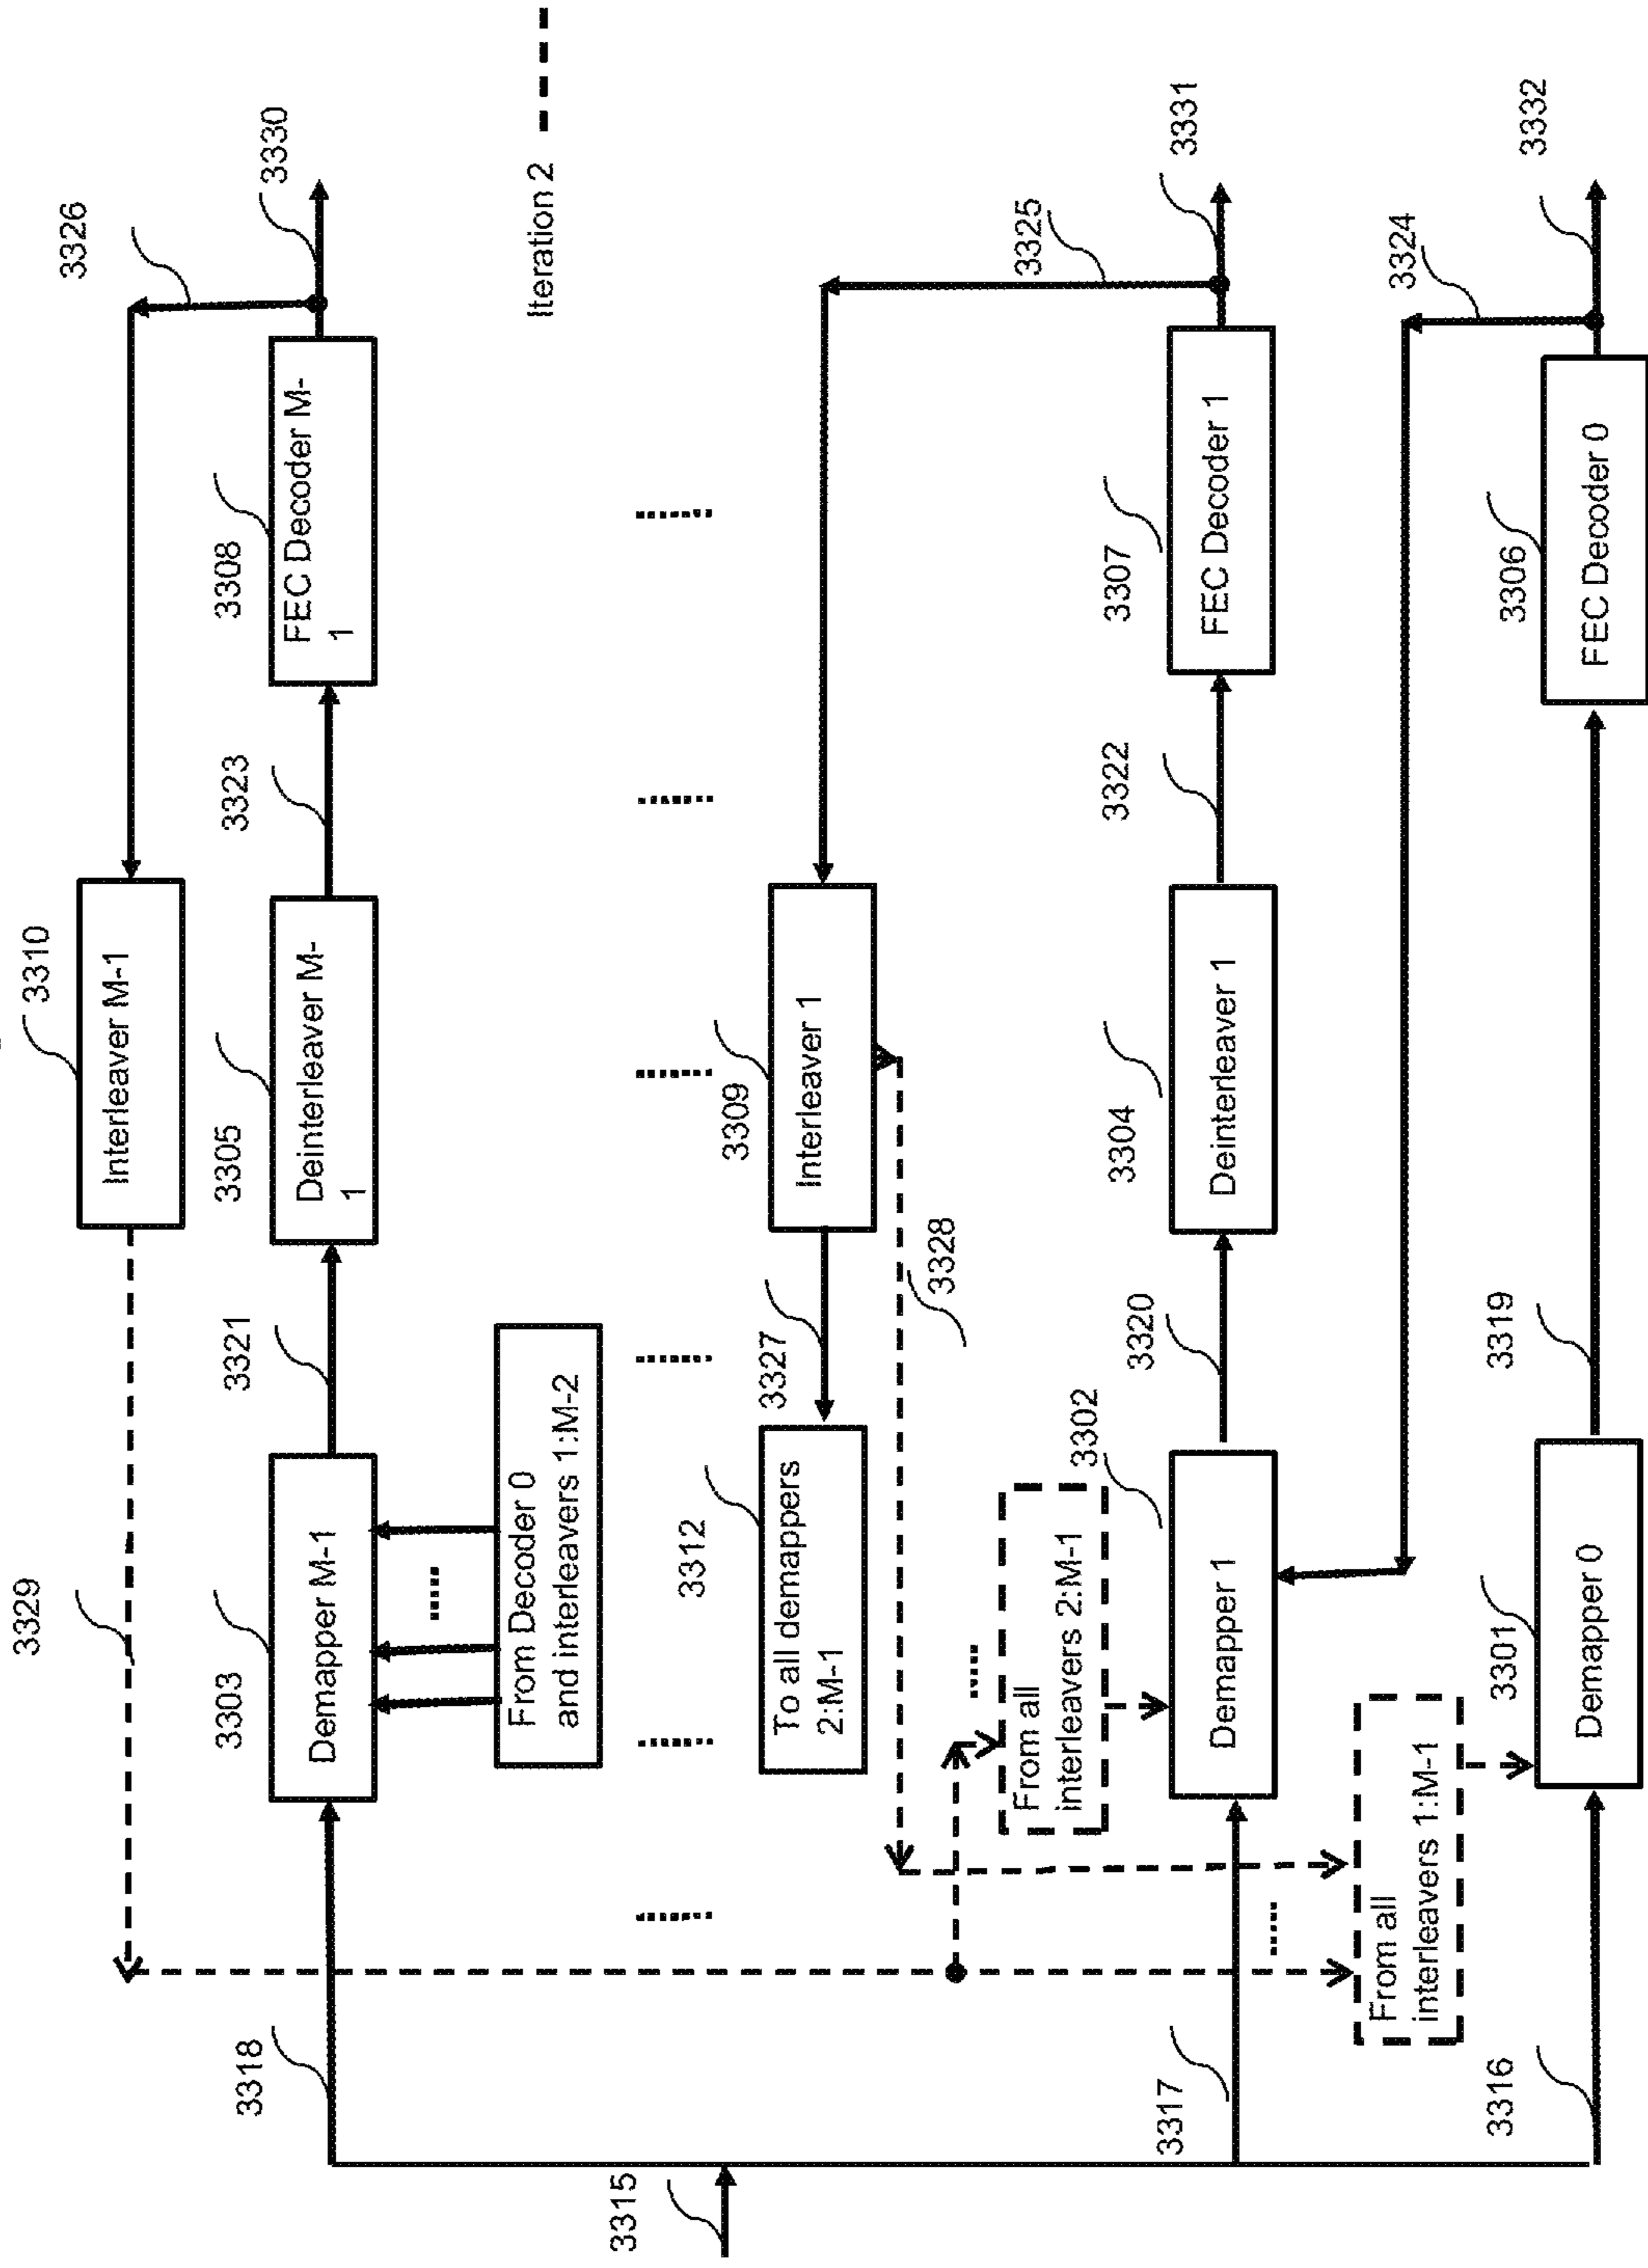 3326
3310
3329
Interleaver M-1
3330
3308
3323
3305
3321
3303
3318
FEC Decoder M-
1
Deinterleaver M-
1
Demapper M-1
From Decoder 0
and interleavers 1:M-2
Iteration 2
3309
3327
3312
3315
Interleaver 1
To all demappers
2:M-1
3328
3325
3331
3307
3322
3304
3320
3302
From all
interleavers 2:M-1
3317
FEC Decoder 1
Deinterleaver 1
Demapper 1
3324
3332
3306
3319
3301
From all
interleavers 1:M-1
3316
FEC Decoder 0
Demapper 0